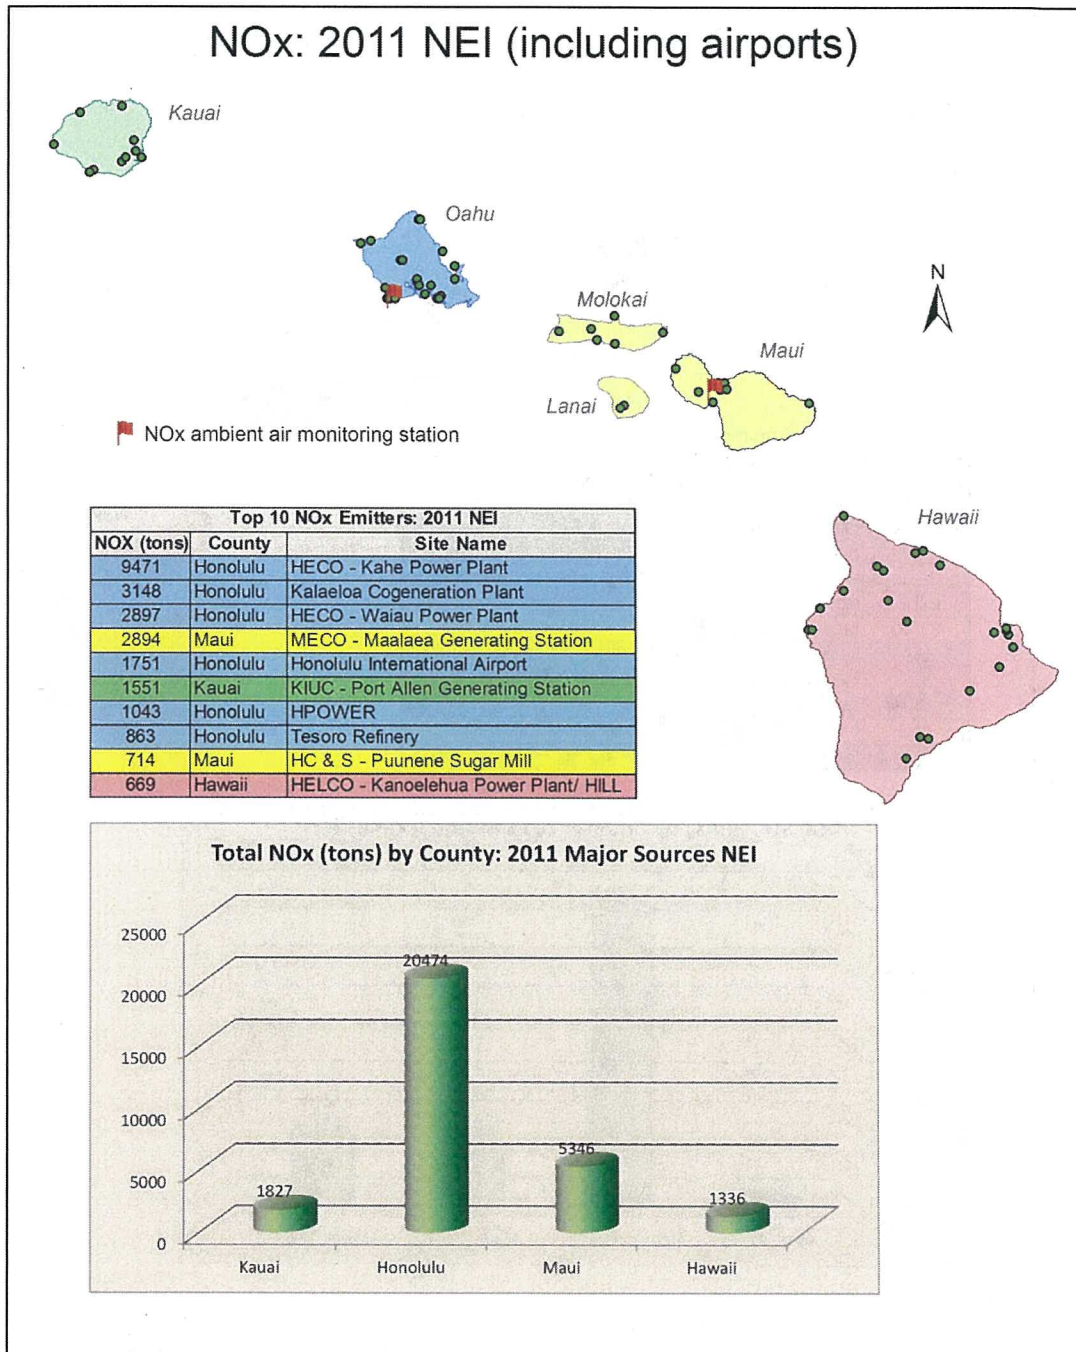 NOx: 2011 NEI (including airports)
Kauai
Oahu
N
Molokai
Maui
Lanai
NOx ambient air monitoring station
Hawaii
Top 10 NOx Emitters: 2011 NEI
NOX (tons) County Site Name
9471 Honolulu HECO - Kahe Power Plant
3148 Honolulu Kalaeloa Cogeneration Plant
2897 Honolulu HECO - Waiau Power Plant
2894 Maui MECO - Maalaea Generating Station
1751 Honolulu Honolulu International Airport
1551 Kauai KIUC - Port Allen Generating Station
1043 Honolulu HPOWER
863 Honolulu Tesoro Refinery
714 Maui HC & S - Puunene Sugar Mill
669 Hawaii HELCO - Kanoelehua Power Plant/ HILL
Total NOx (tons) by County: 2011 Major Sources NEI
25000
20000
15000
10000
5000
0
1827
20474
5346
1336
Kauai Honolulu Maui Hawaii